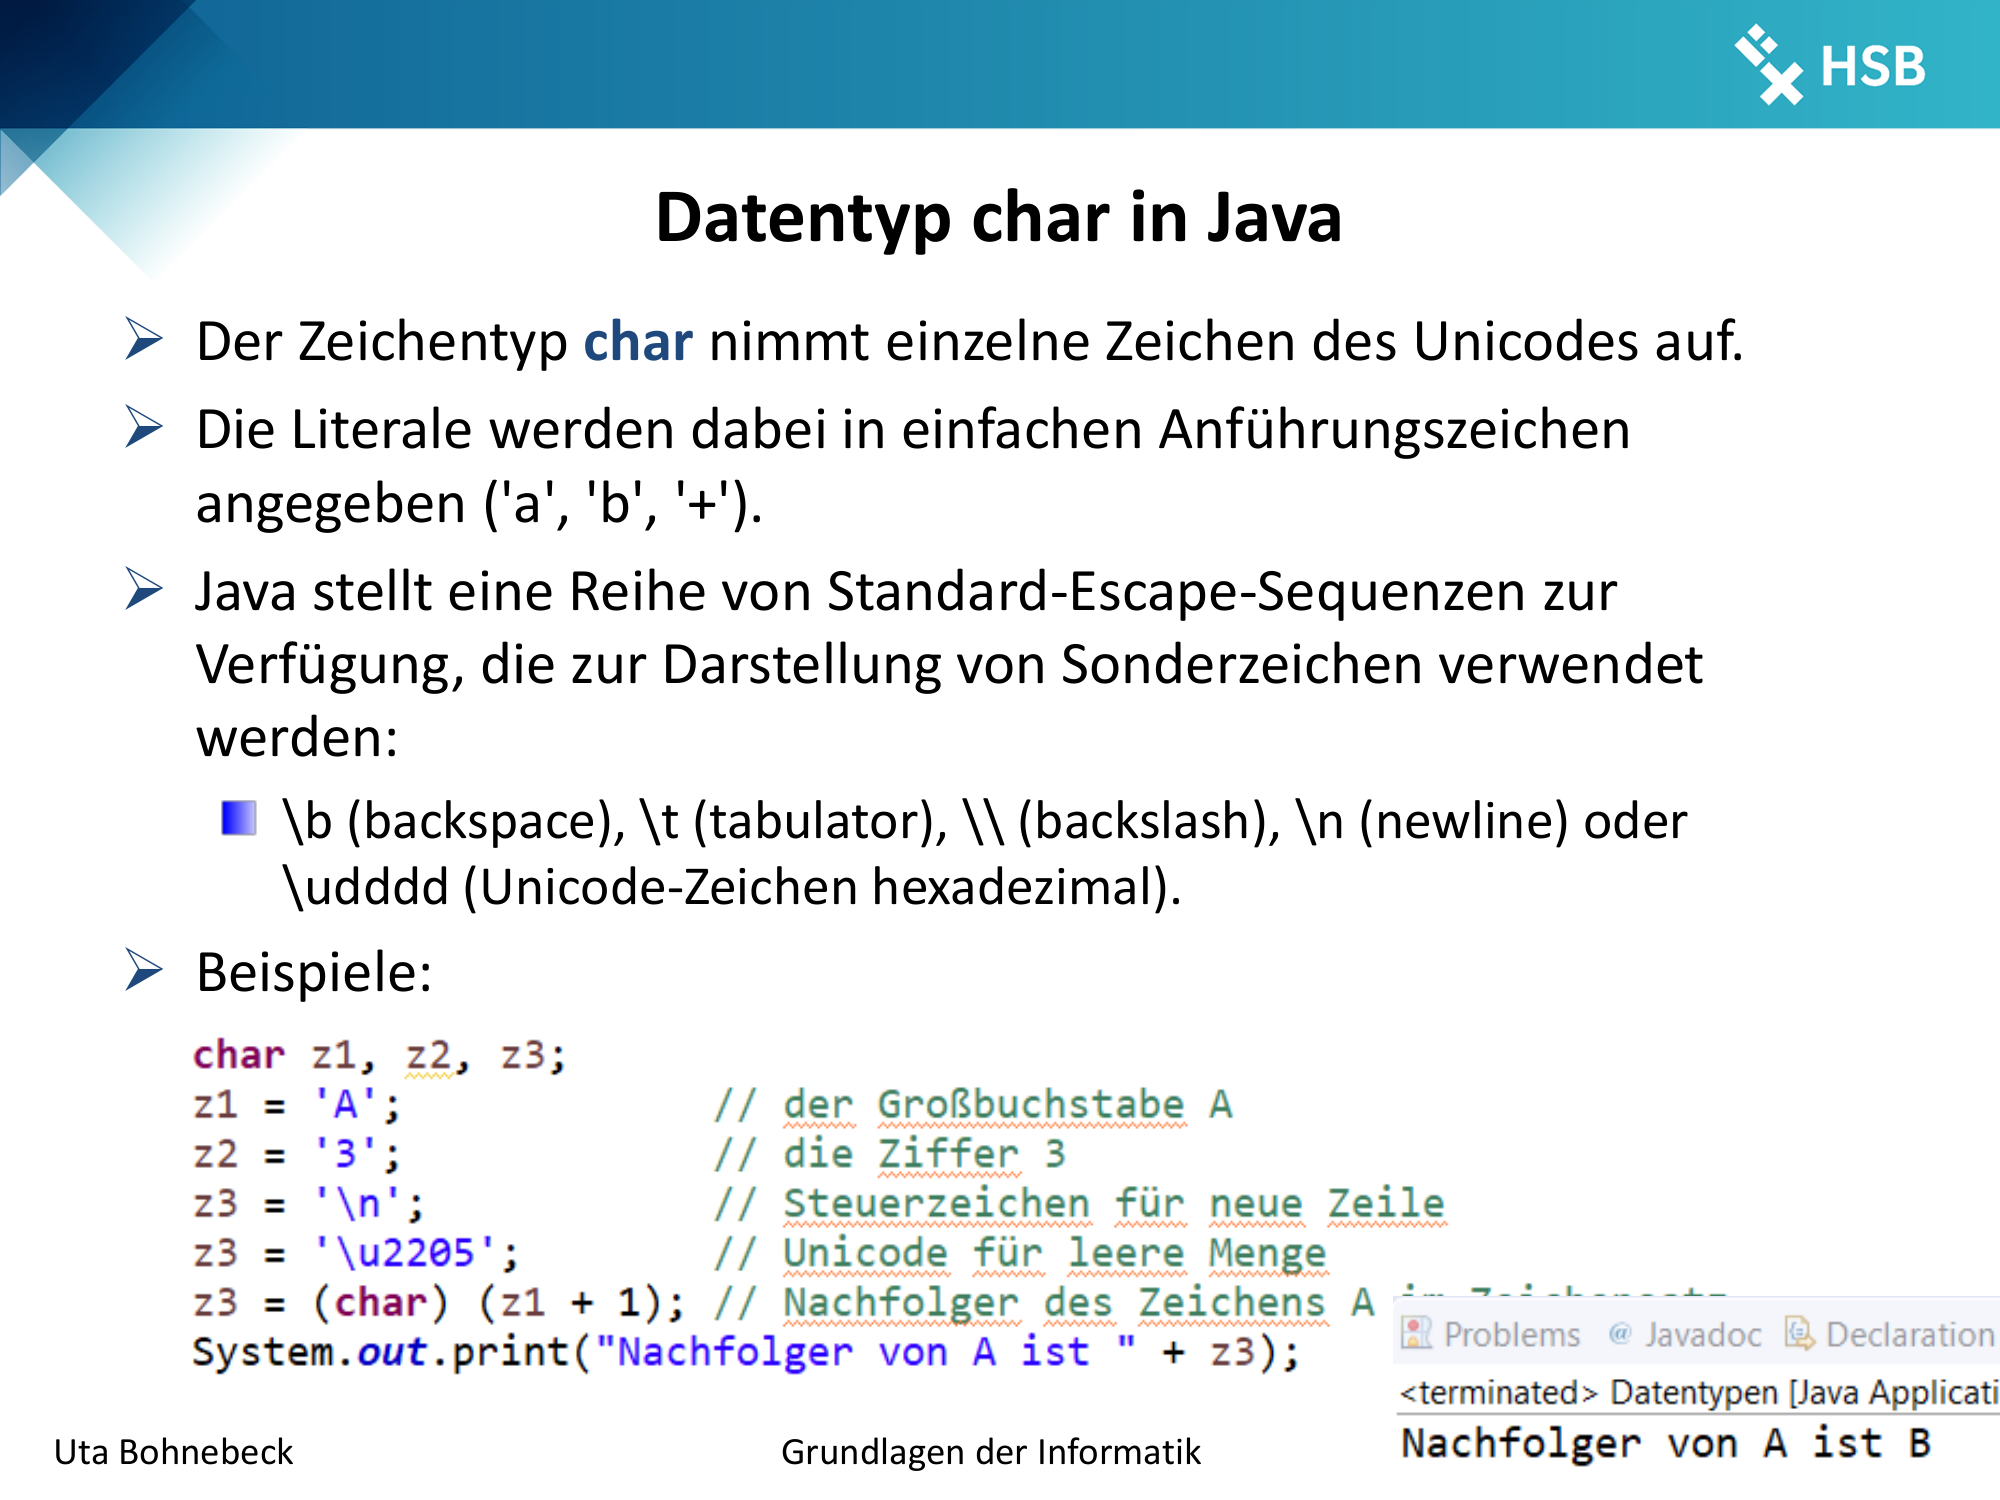 HSB
Datentyp char in Java
Der Zeichentyp char nimmt einzelne Zeichen des Unicodes auf.
Die Literale werden dabei in einfachen Anführungszeichen
angegeben ('a', 'b', '+').
Java stellt eine Reihe von Standard-Escape-Sequenzen zur
Verfügung, die zur Darstellung von Sonderzeichen verwendet
werden:
\b (backspace), \t (tabulator), \\ (backslash), \n (newline) oder
\udddd (Unicode-Zeichen hexadezimal).
Beispiele:
char z1, z2, z3;
z1 = 'A'; // der Großbuchstabe A
z2 = '3'; // die Ziffer 3
z3 = '\n'; // Steuerzeichen für neue Zeile
z3 = '\u2205'; // Unicode für leere Menge
z3 = (char) (z1 + 1); // Nachfolger des Zeichens A
System.out.print("Nachfolger von A ist " + z3);
Problems @ Javadoc Declaration
<terminated> Datentypen [Java Applicati
Nachfolger von A ist B
Uta Bohnebeck
Grundlagen der Informatik